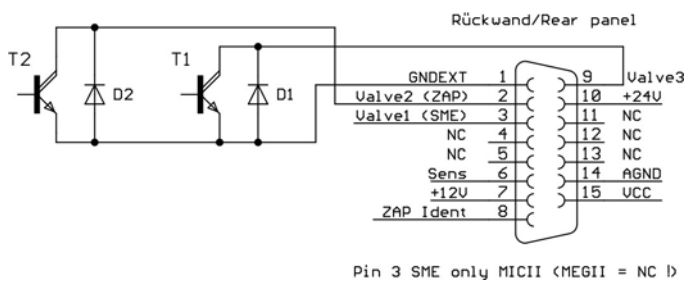 Rückwand/Rear panel
T2
D2
T1
D1
GNDEXT 1
Valve2 (ZAP) 2
Valve1 (SME) 3
NC 4
NC 5
Sens 6
+12V 7
ZAP Ident 8
9 Valve3
10 +24V
11 NC
12 NC
13 NC
14 AGND
15 VCC
Pin 3 SME only MICII (MEGII = NC !)